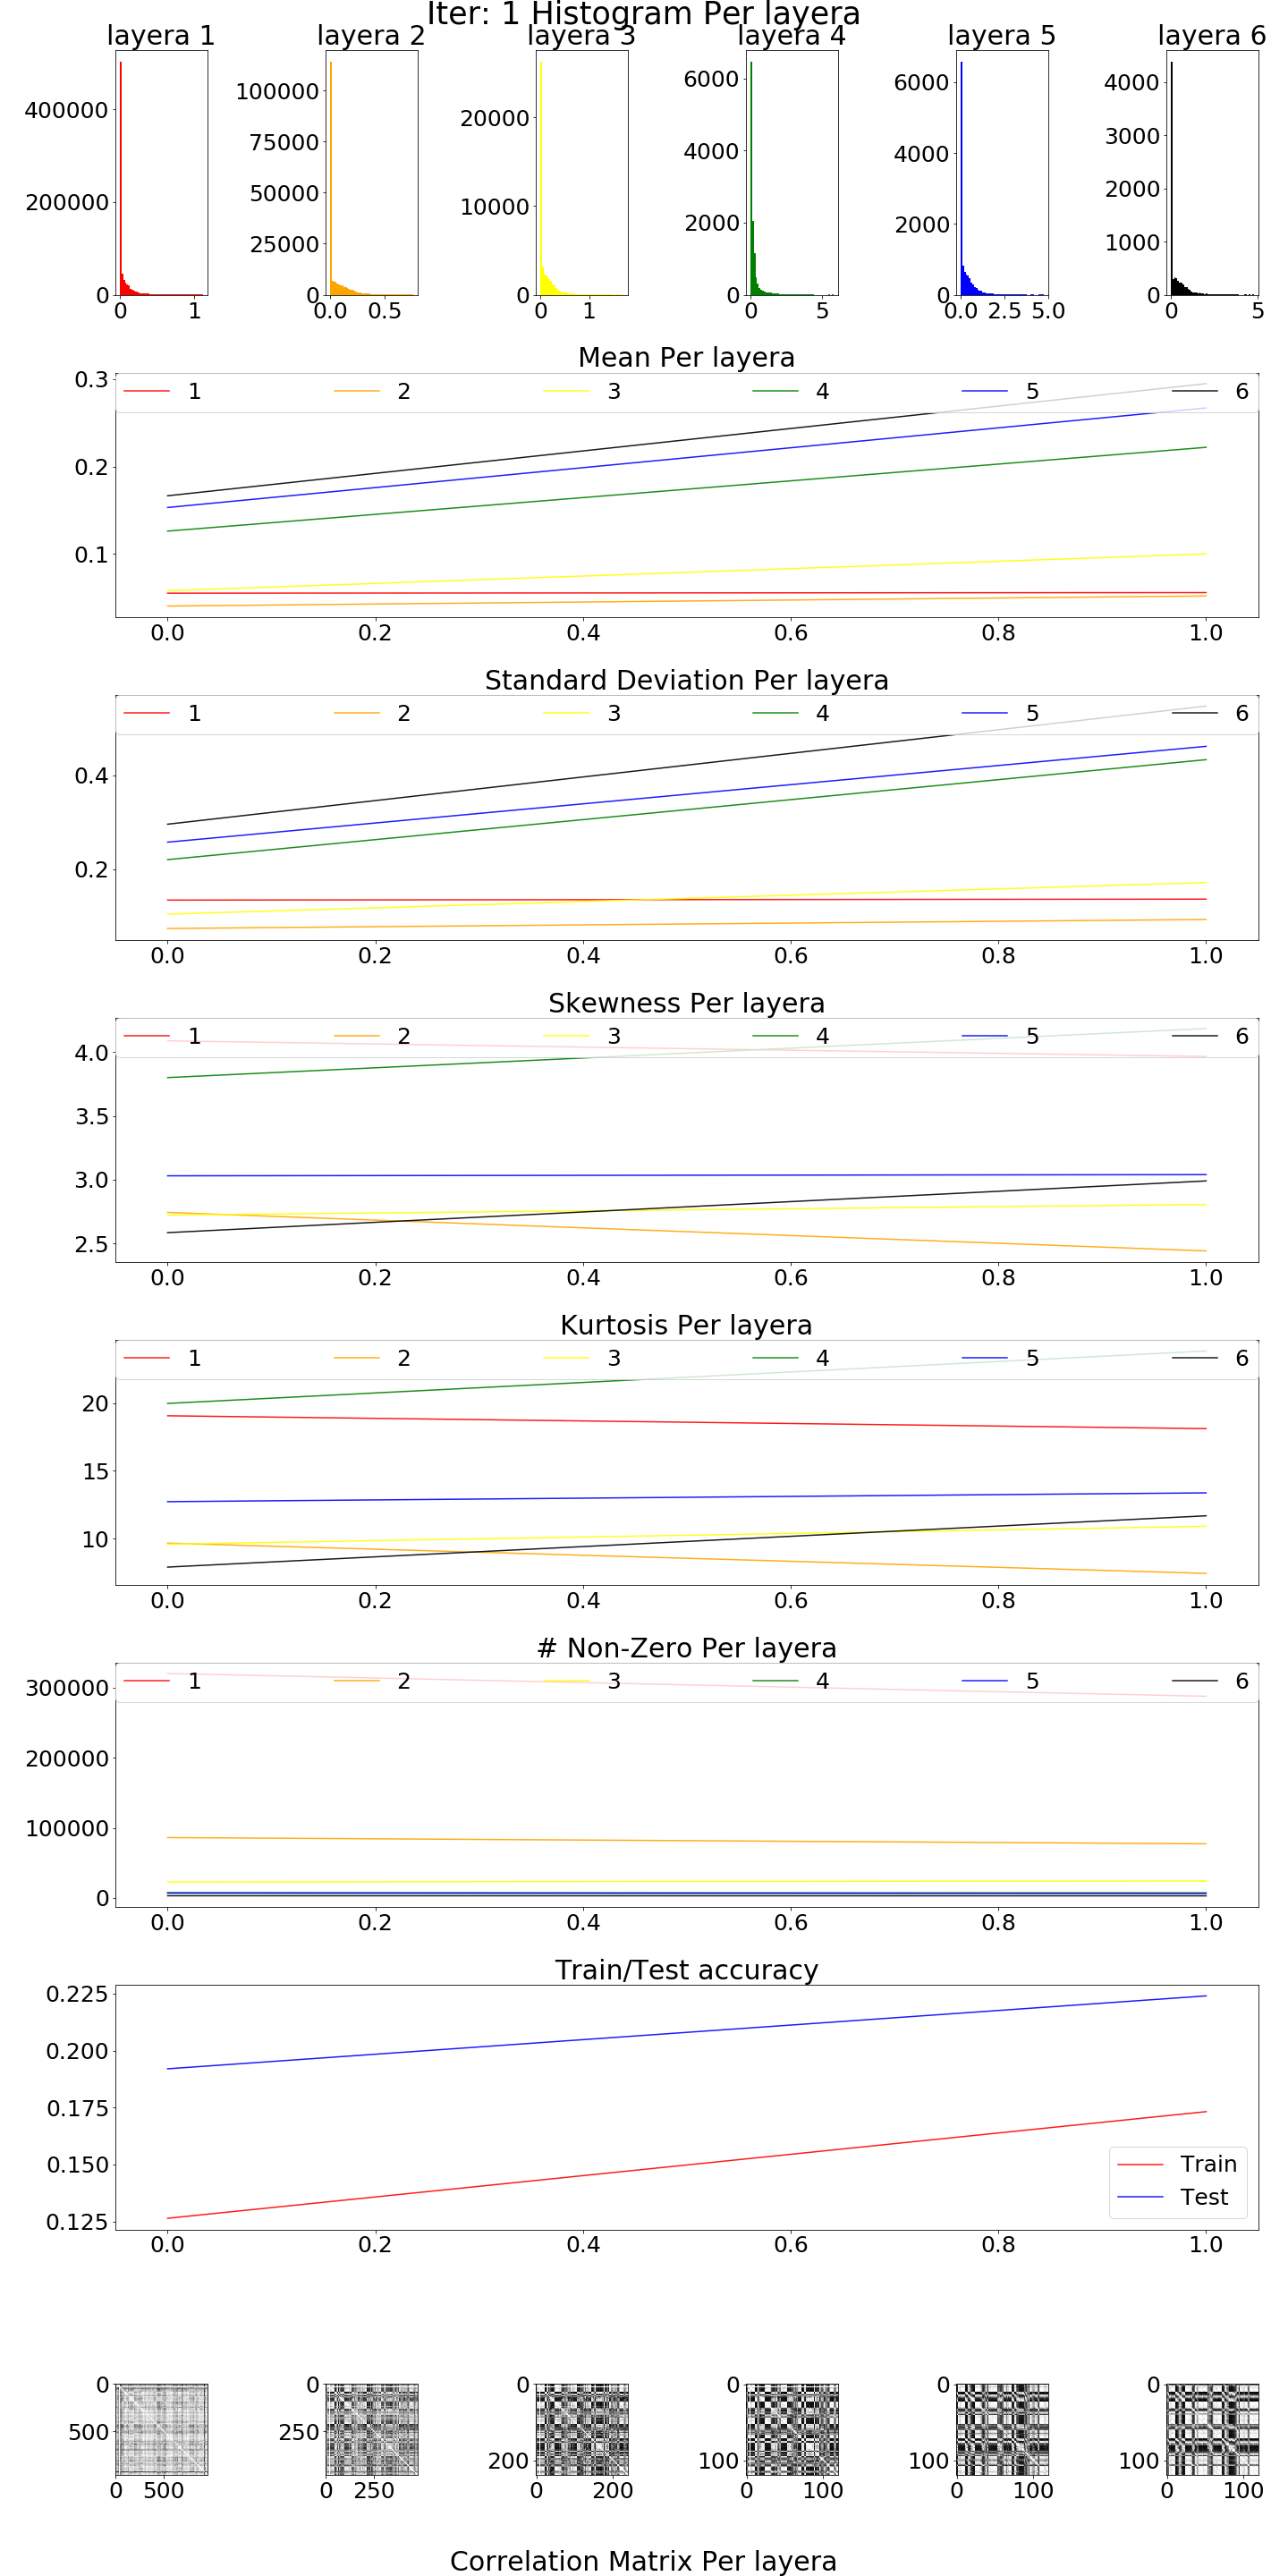 Iter: 1 Histogram Per layera
layera 1 layera 2 layera 3 layera 4 layera 5 layera 6
400000 200000 0 0 1
100000 75000 50000 25000 0 0.0 0.5
20000 10000 0 0 1
6000 4000 2000 0 0 5
6000 4000 2000 0 0.0 2.5 5.0
4000 3000 2000 1000 0 0 5
Mean Per layera
1 2 3 4 5 6
0.3
0.2
0.1
0.0 0.2 0.4 0.6 0.8 1.0
Standard Deviation Per layera
1 2 3 4 5 6
0.4
0.2
0.0 0.2 0.4 0.6 0.8 1.0
Skewness Per layera
1 2 3 4 5 6
4.0
3.5
3.0
2.5
0.0 0.2 0.4 0.6 0.8 1.0
Kurtosis Per layera
1 2 3 4 5 6
20
15
10
0.0 0.2 0.4 0.6 0.8 1.0
# Non-Zero Per layera
1 2 3 4 5 6
300000
200000
100000
0
0.0 0.2 0.4 0.6 0.8 1.0
Train/Test accuracy
0.225
0.200
0.175
0.150
0.125
Train
Test
0.0 0.2 0.4 0.6 0.8 1.0
0 500 0 500
0 250 0 250
0 200 0 200
0 100 0 100
0 100 0 100
0 100 0 100
Correlation Matrix Per layera